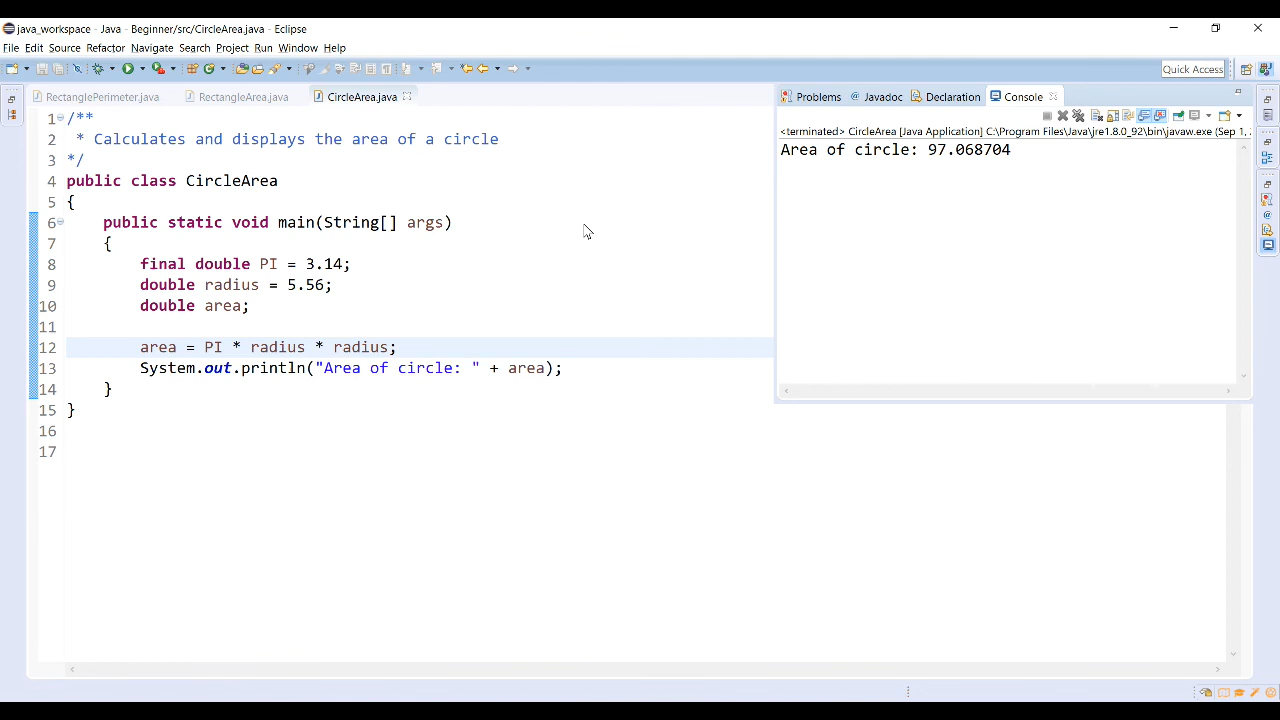 java_workspace - Java - Beginner/src/CircleArea.java - Eclipse
File Edit Source Refactor Navigate Search Project Run Window Help
Quick Access
RectanglePerimeter.java RectangleArea.java CircleArea.java
1 /**
2 * Calculates and displays the area of a circle
3 */
4 public class CircleArea
5 {
6 public static void main(String[] args)
7 {
8 final double PI = 3.14;
9 double radius = 5.56;
10 double area;
11
12 area = PI * radius * radius;
13 System.out.println("Area of circle: " + area);
14 }
15 }
16
17
Problems @ Javadoc Declaration Console
<terminated> CircleArea [Java Application] C:\Program Files\Java\jre1.8.0_92\bin\javaw.exe (Sep 1, 2
Area of circle: 97.068704